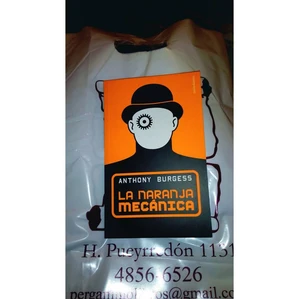 ANTHONY BURGESS
LA NARANJA
MECÁNICA
H. Pueyrredón 1131
4856-6526